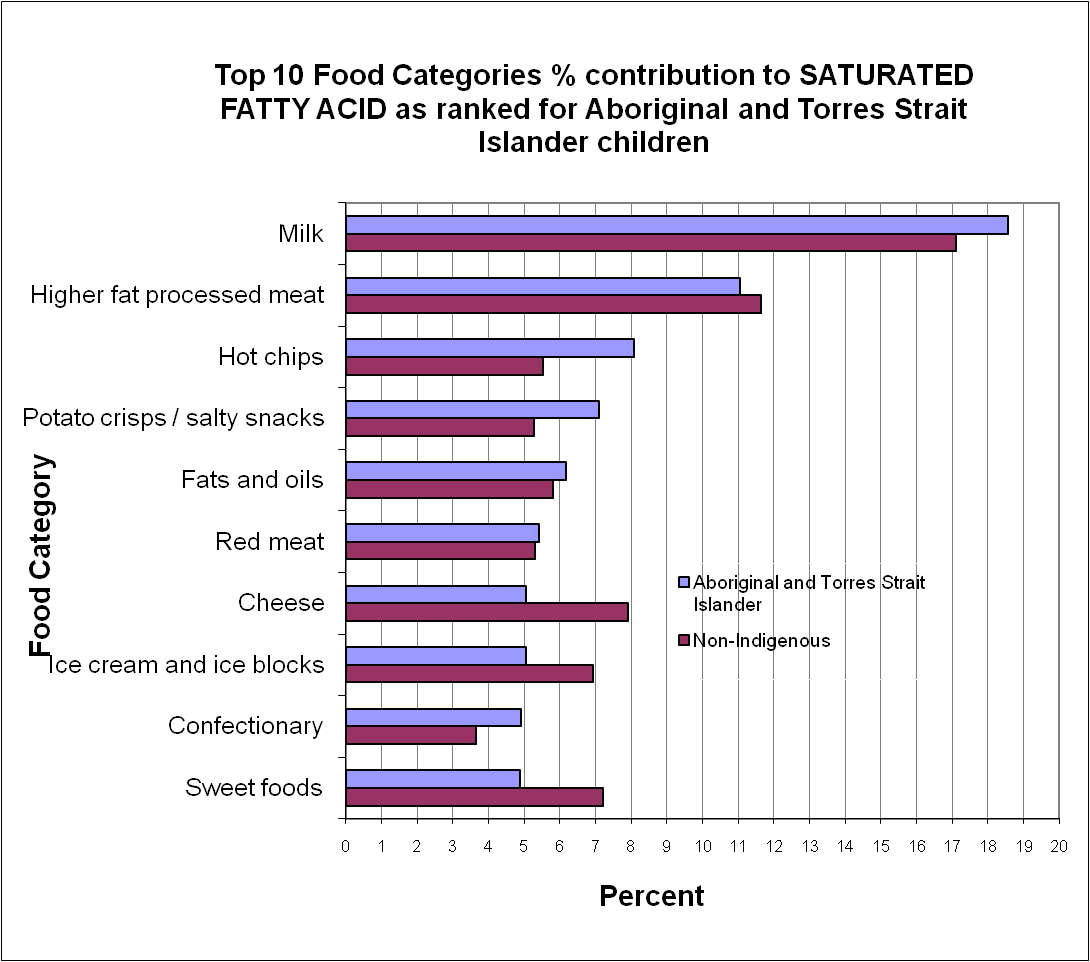 Top 10 Food Categories % contribution to SATURATED
FATTY ACID as ranked for Aboriginal and Torres Strait
Islander children
Food Category
Milk
Higher fat processed meat
Hot chips
Potato crisps / salty snacks
Fats and oils
Red meat
Cheese
Ice cream and ice blocks
Confectionary
Sweet foods
Aboriginal and Torres Strait
Islander
Non-Indigenous
0 1 2 3 4 5 6 7 8 9 10 11 12 13 14 15 16 17 18 19 20
Percent